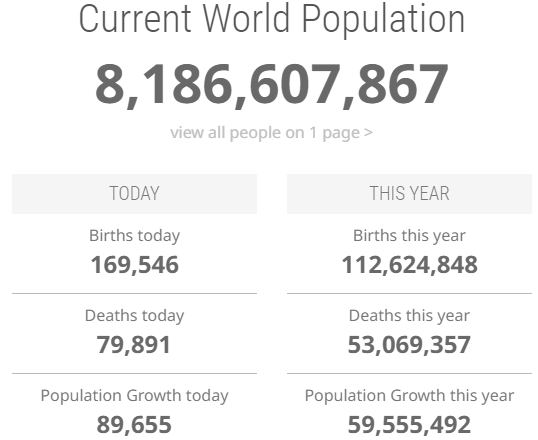 Current World Population
8,186,607,867
view all people on 1 page >
TODAY
Births today
169,546
Deaths today
79,891
Population Growth today
89,655
THIS YEAR
Births this year
112,624,848
Deaths this year
53,069,357
Population Growth this year
59,555,492